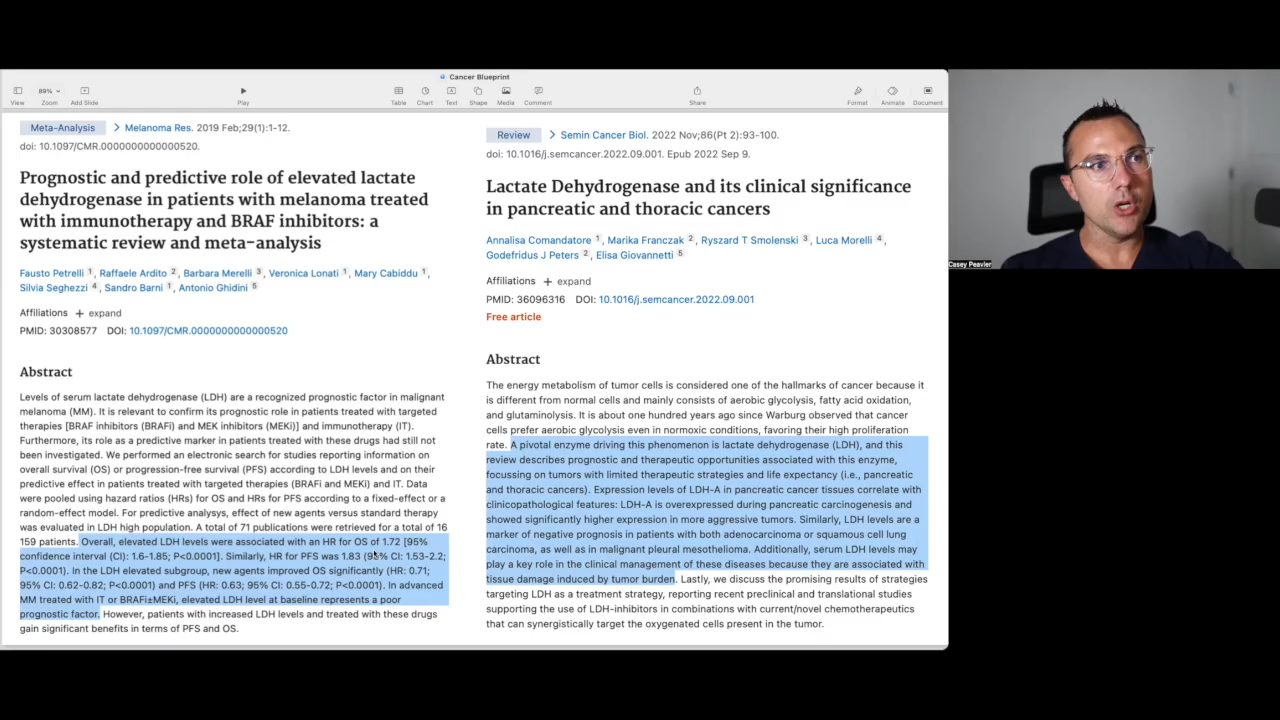 Cancer Blueprint
89%
View
Zoom
Add Slide
Play
Table
Chart
Text
Shape
Media
Comment
Share
Format
Animate
Document
Meta-Analysis > Melanoma Res. 2019 Feb;29(1):1-12.
doi: 10.1097/CMR.0000000000000520.
Prognostic and predictive role of elevated lactate
dehydrogenase in patients with melanoma treated
with immunotherapy and BRAF inhibitors: a
systematic review and meta-analysis
Fausto Petrelli 1, Raffaele Ardito 2, Barbara Merelli 3, Veronica Lonati 1, Mary Cabiddu 1,
Silvia Seghezzi 4, Sandro Barni 1, Antonio Ghidini 5
Affiliations + expand
PMID: 30308577 DOI: 10.1097/CMR.0000000000000520
Abstract
Levels of serum lactate dehydrogenase (LDH) are a recognized prognostic factor in malignant
melanoma (MM). It is relevant to confirm its prognostic role in patients treated with targeted
therapies [BRAF inhibitors (BRAFi) and MEK inhibitors (MEKi)] and immunotherapy (IT).
Furthermore, its role as a predictive marker in patients treated with these drugs had still not
been investigated. We performed an electronic search for studies reporting information on
overall survival (OS) or progression-free survival (PFS) according to LDH levels and on their
predictive effect in patients treated with targeted therapies (BRAFi and MEKi) and IT. Data
were pooled using hazard ratios (HRs) for OS and HRs for PFS according to a fixed-effect or a
random-effect model. For predictive analysis, effect of new agents versus standard therapy
was evaluated in LDH high population. A total of 71 publications were retrieved for a total of 16
159 patients. Overall, elevated LDH levels were associated with an HR for OS of 1.72 [95%
confidence interval (CI): 1.6-1.85; P<0.0001]. Similarly, HR for PFS was 1.83 (95% CI: 1.53-2.2;
P<0.0001). In the LDH elevated subgroup, new agents improved OS significantly (HR: 0.71;
95% CI: 0.62-0.82; P<0.0001) and PFS (HR: 0.63; 95% CI: 0.55-0.72; P<0.0001). In advanced
MM treated with IT or BRAFi±MEKi, elevated LDH level at baseline represents a poor
prognostic factor. However, patients with increased LDH levels and treated with these drugs
gain significant benefits in terms of PFS and OS.
Review > Semin Cancer Biol. 2022 Nov;86(Pt 2):93-100.
doi: 10.1016/j.semcancer.2022.09.001. Epub 2022 Sep 9.
Lactate Dehydrogenase and its clinical significance
in pancreatic and thoracic cancers
Annalisa Comandatore 1, Marika Franczak 2, Ryszard T Smolenski 3, Luca Morelli 4,
Godefridus J Peters 2, Elisa Giovannetti 5
Affiliations + expand
PMID: 36096316 DOI: 10.1016/j.semcancer.2022.09.001
Free article
Abstract
The energy metabolism of tumor cells is considered one of the hallmarks of cancer because it
is different from normal cells and mainly consists of aerobic glycolysis, fatty acid oxidation,
and glutaminolysis. It is about one hundred years ago since Warburg observed that cancer
cells prefer aerobic glycolysis even in normoxic conditions, favoring their high proliferation
rate. A pivotal enzyme driving this phenomenon is lactate dehydrogenase (LDH), and this
review describes prognostic and therapeutic opportunities associated with this enzyme,
focussing on tumors with limited therapeutic strategies and life expectancy (i.e., pancreatic
and thoracic cancers). Expression levels of LDH-A in pancreatic cancer tissues correlate with
clinicopathological features: LDH-A is overexpressed during pancreatic carcinogenesis and
showed significantly higher expression in more aggressive tumors. Similarly, LDH levels are a
marker of negative prognosis in patients with both adenocarcinoma or squamous cell lung
carcinoma, as well as in malignant pleural mesothelioma. Additionally, serum LDH levels may
play a key role in the clinical management of these diseases because they are associated with
tissue damage induced by tumor burden. Lastly, we discuss the promising results of strategies
targeting LDH as a treatment strategy, reporting recent preclinical and translational studies
supporting the use of LDH-inhibitors in combinations with current/novel chemotherapeutics
that can synergistically target the oxygenated cells present in the tumor.
Casey Peavler